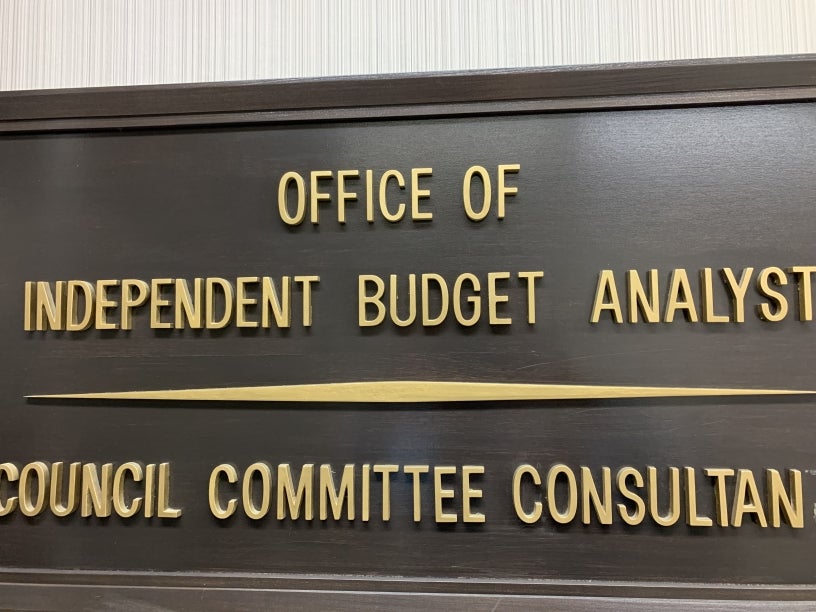 OFFICE OF
INDEPENDENT BUDGET ANALYST
COUNCIL COMMITTEE CONSULTAN